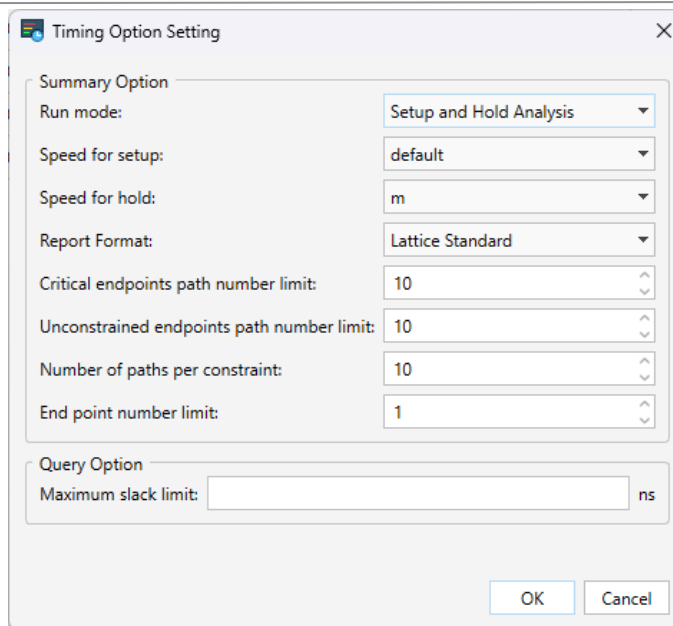 Timing Option Setting
Summary Option
Run mode: Setup and Hold Analysis
Speed for setup: default
Speed for hold: m
Report Format: Lattice Standard
Critical endpoints path number limit: 10
Unconstrained endpoints path number limit: 10
Number of paths per constraint: 10
End point number limit: 1
Query Option
Maximum slack limit: ns
OK Cancel